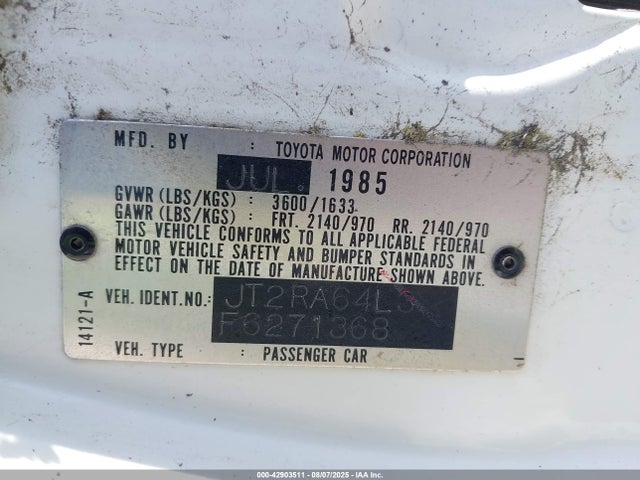 MFD. BY : TOYOTA MOTOR CORPORATION
JUL. 1985
GVWR (LBS/KGS) : 3600/1633
GAWR (LBS/KGS) : FRT. 2140/970 RR. 2140/970
THIS VEHICLE CONFORMS TO ALL APPLICABLE FEDERAL
MOTOR VEHICLE SAFETY AND BUMPER STANDARDS IN
EFFECT ON THE DATE OF MANUFACTURE SHOWN ABOVE.
VEH. IDENT.NO.:
F6271368
VEH. TYPE : PASSENGER CAR
14121-A
000-42903511 - 08/07/2025 - IAA Inc.